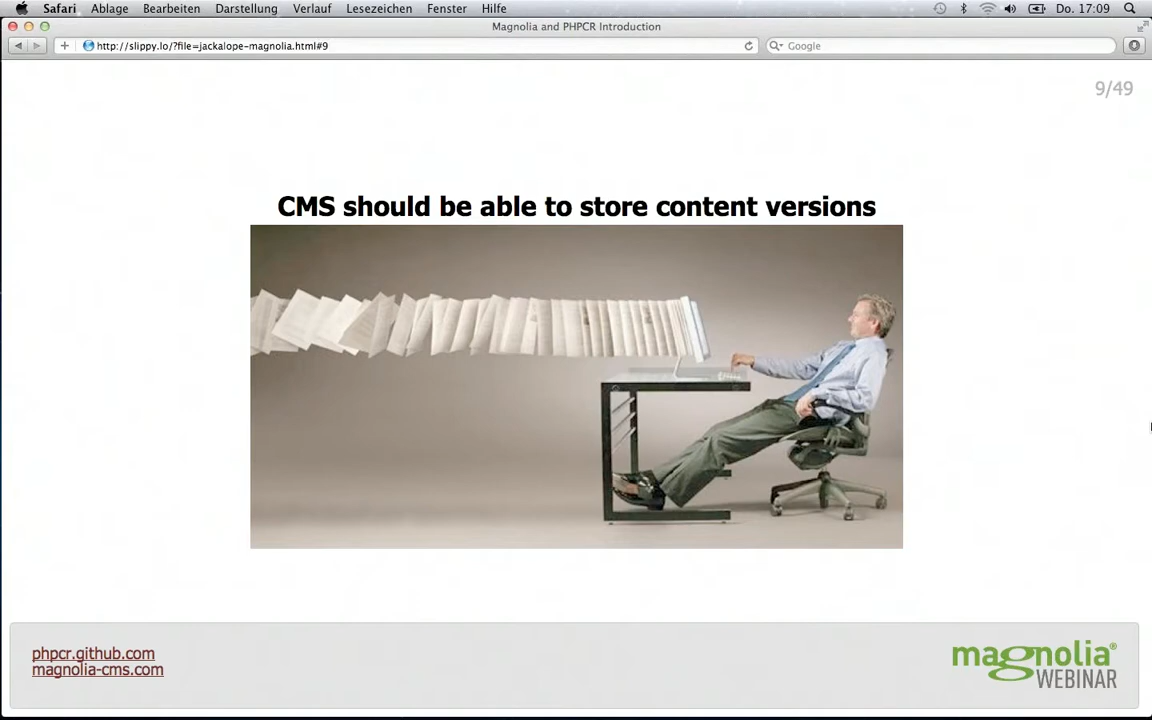 Safari Ablage Bearbeiten Darstellung Verlauf Lesezeichen Fenster Hilfe Do. 17:09
Magnolia and PHPCR Introduction
http://slippy.lo/?file=jackalope-magnolia.html#9 Google
9/49
CMS should be able to store content versions
phpcr.github.com
magnolia-cms.com
magnolia®
WEBINAR